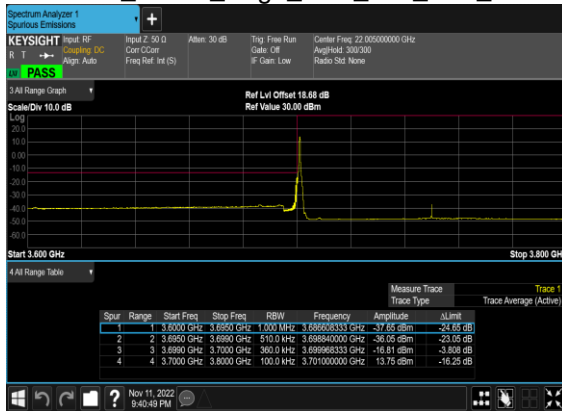 Spectrum Analyzer 1
Spurious Emissions
+
KEYSIGHT Input: RF Input Z: 50 Ω Atten: 30 dB Trig: Free Run Center Freq: 22.005000000 GHz
R T Coupling: DC Corr CCorr Gate: Off Avg|Hold: 300/300
Align: Auto Freq Ref: Int (S) IF Gain: Low Radio Std: None
PASS
3 All Range Graph
Ref Lvl Offset 18.68 dB
Scale/Div 10.0 dB Ref Value 30.00 dBm
Log
20.0
10.0
0.00
-10.0
-20.0
-30.0
-40.0
-50.0
-60.0
Start 3.600 GHz Stop 3.800 GH
4 All Range Table
Measure Trace Trace 1
Trace Type Trace Average (Active)
Spur Range Start Freq Stop Freq RBW Frequency Amplitude ΔLimit
1 1 3.6000 GHz 3.6950 GHz 1.000 MHz 3.686608333 GHz -37.65 dBm -24.65 dB
2 2 3.6950 GHz 3.6990 GHz 510.0 kHz 3.698840000 GHz -36.05 dBm -23.05 dB
3 3 3.6990 GHz 3.7000 GHz 360.0 kHz 3.699968333 GHz -16.81 dBm -3.808 dB
4 4 3.7000 GHz 3.8000 GHz 100.0 kHz 3.701000000 GHz 13.75 dBm -16.25 dB
? Nov 11, 2022
9:40:49 PM